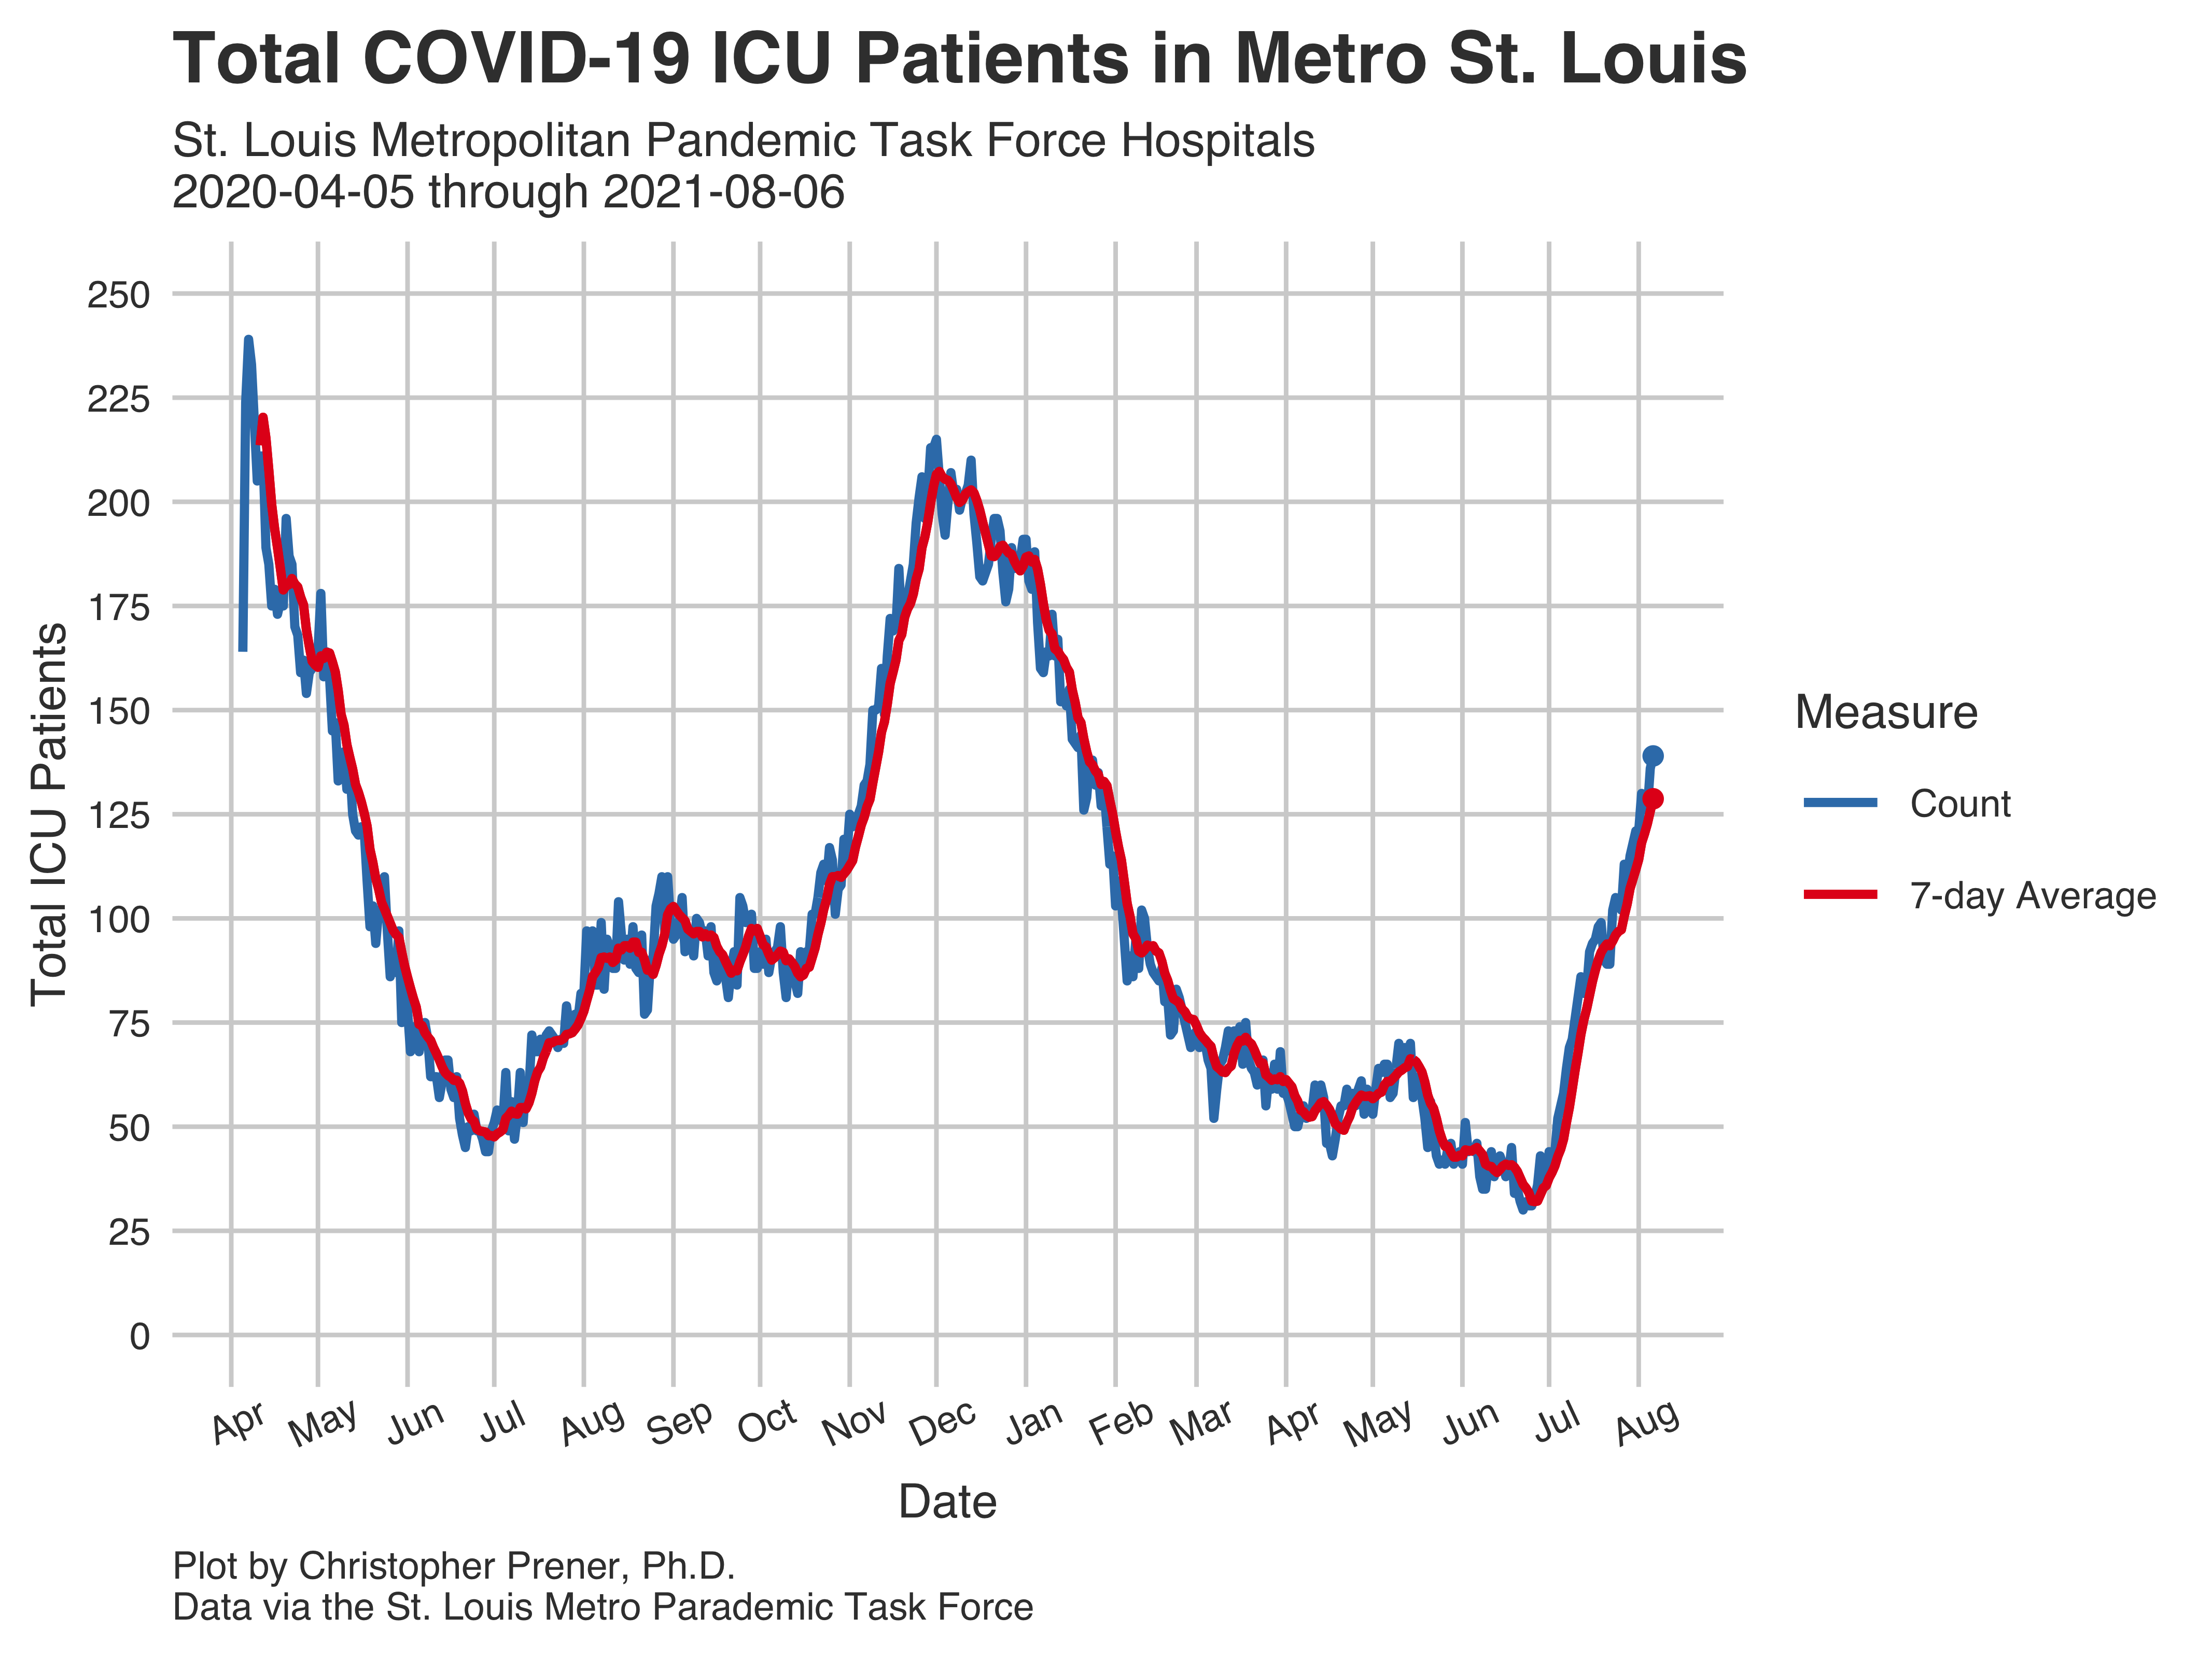 Total COVID-19 ICU Patients in Metro St. Louis
St. Louis Metropolitan Pandemic Task Force Hospitals
2020-04-05 through 2021-08-06
Total ICU Patients
250
225
200
175
150
125
100
75
50
25
0
Apr
May
Jun
Jul
Aug
Sep
Oct
Nov
Dec
Jan
Feb
Mar
Apr
May
Jun
Jul
Aug
Date
Measure
Count
7-day Average
Plot by Christopher Prener, Ph.D.
Data via the St. Louis Metro Parademic Task Force